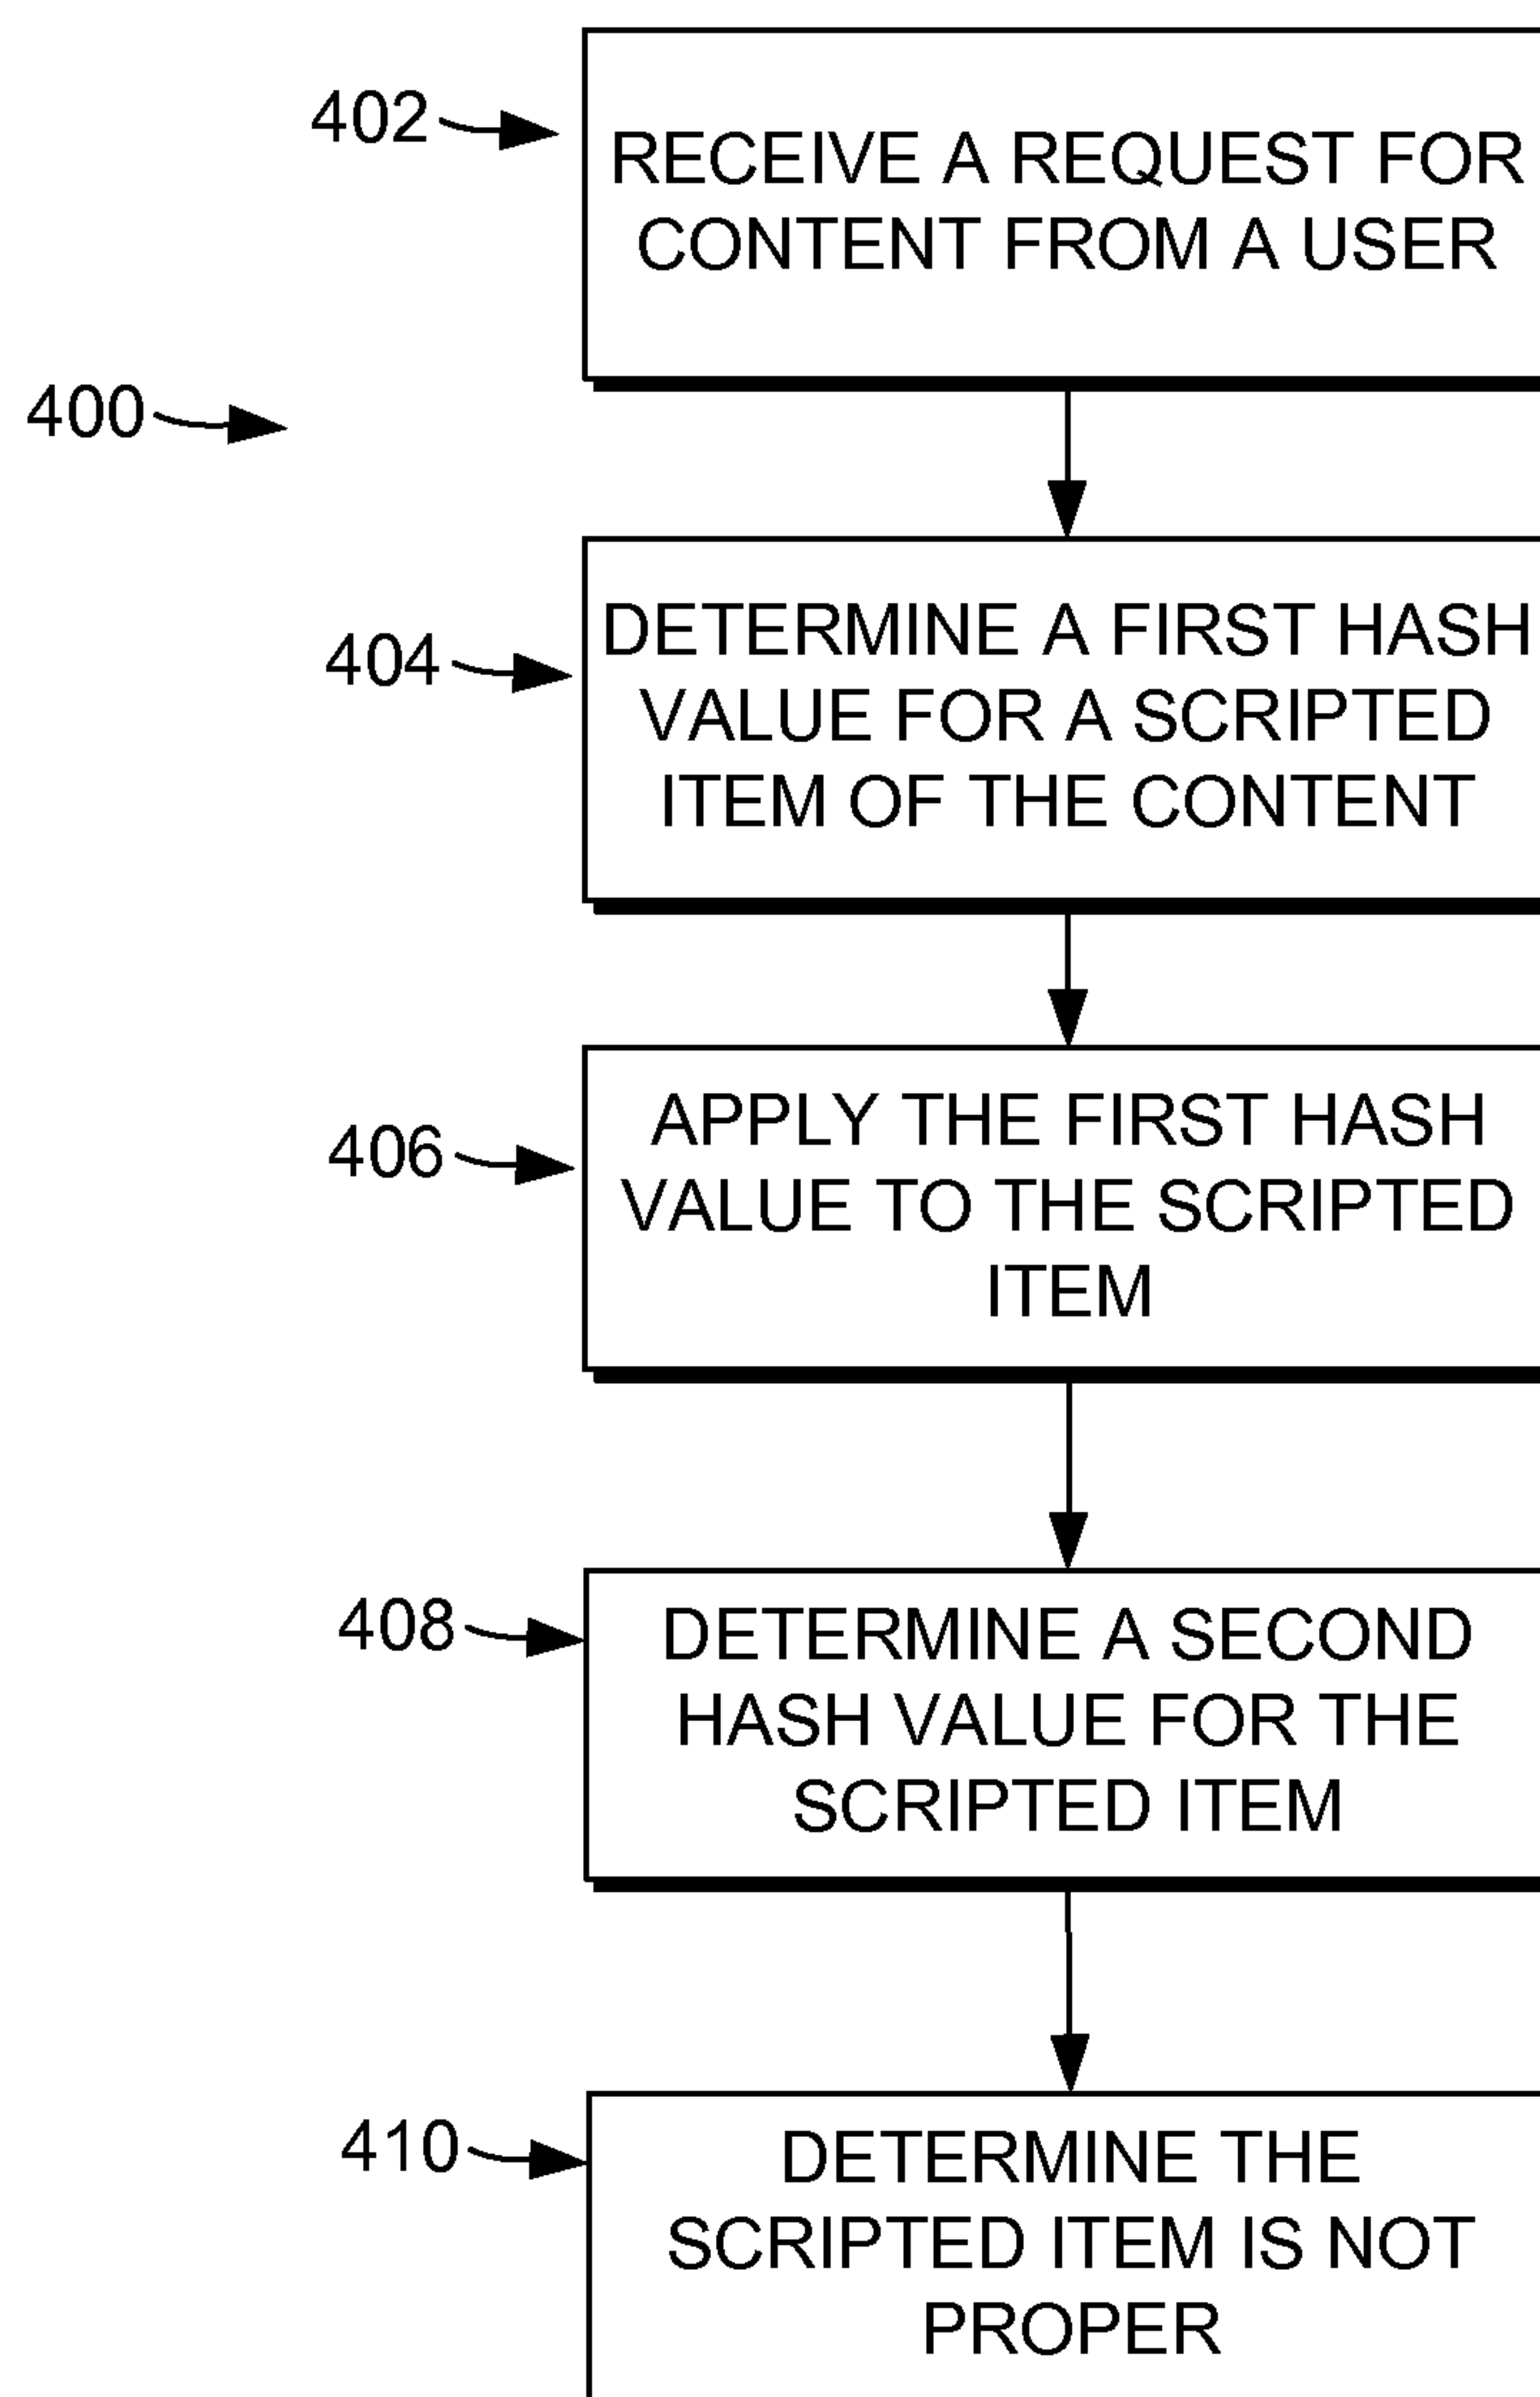 402
RECEIVE A REQUEST FOR
CONTENT FROM A USER
400
404
DETERMINE A FIRST HASH
VALUE FOR A SCRIPTED
ITEM OF THE CONTENT
406
APPLY THE FIRST HASH
VALUE TO THE SCRIPTED
ITEM
408
DETERMINE A SECOND
HASH VALUE FOR THE
SCRIPTED ITEM
410
DETERMINE THE
SCRIPTED ITEM IS NOT
PROPER